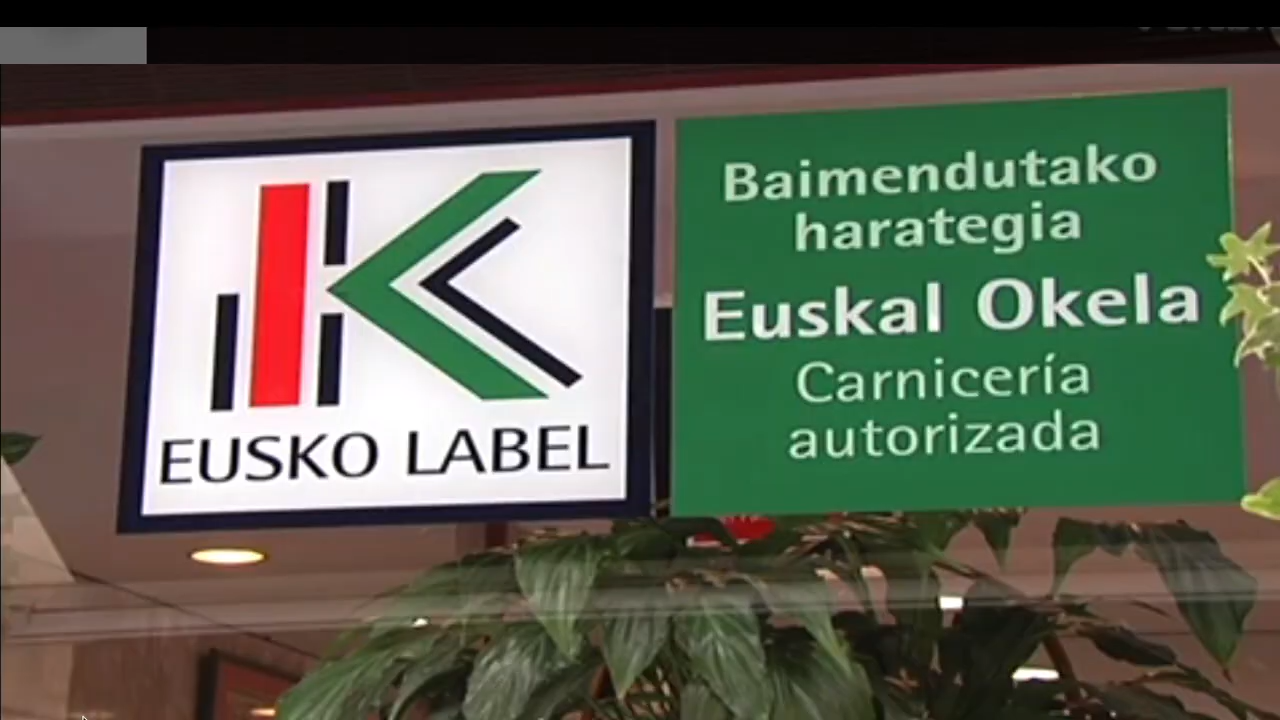 EUSKO LABEL
Baimendutako
harategia
Euskal Okela
Carnicería
autorizada